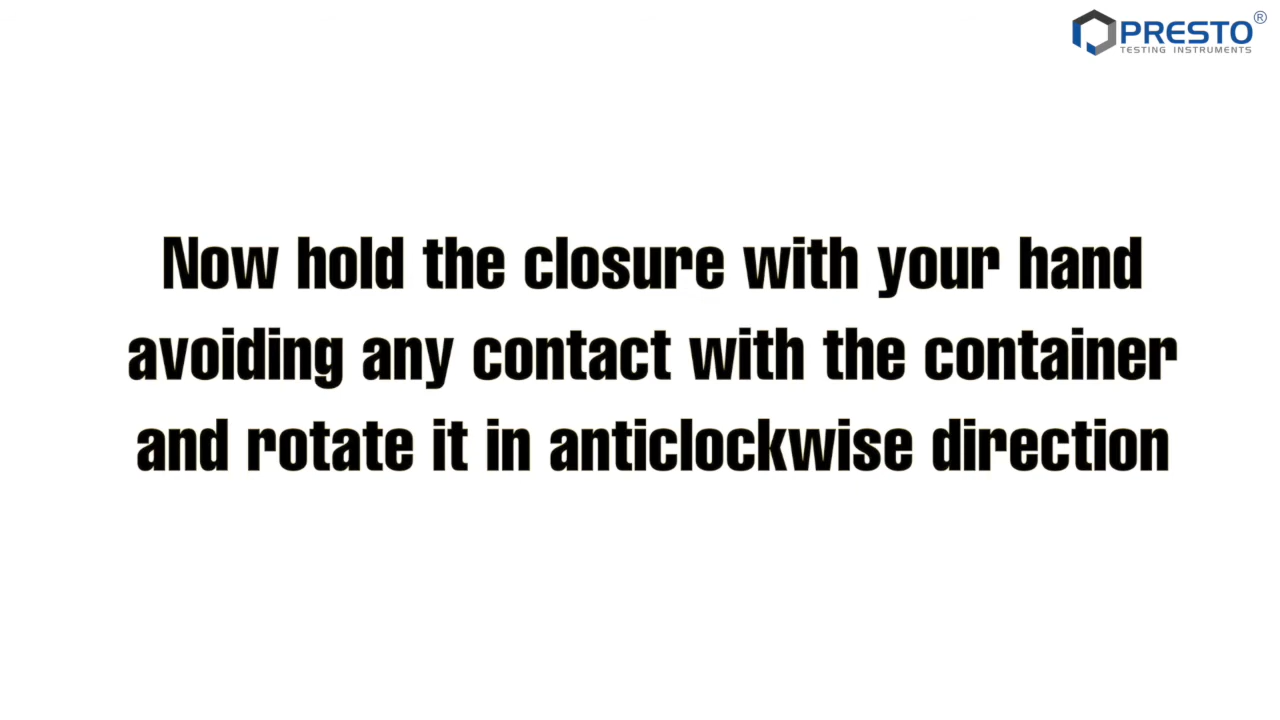 PRESTO®
TESTING INSTRUMENTS
Now hold the closure with your hand
avoiding any contact with the container
and rotate it in anticlockwise direction